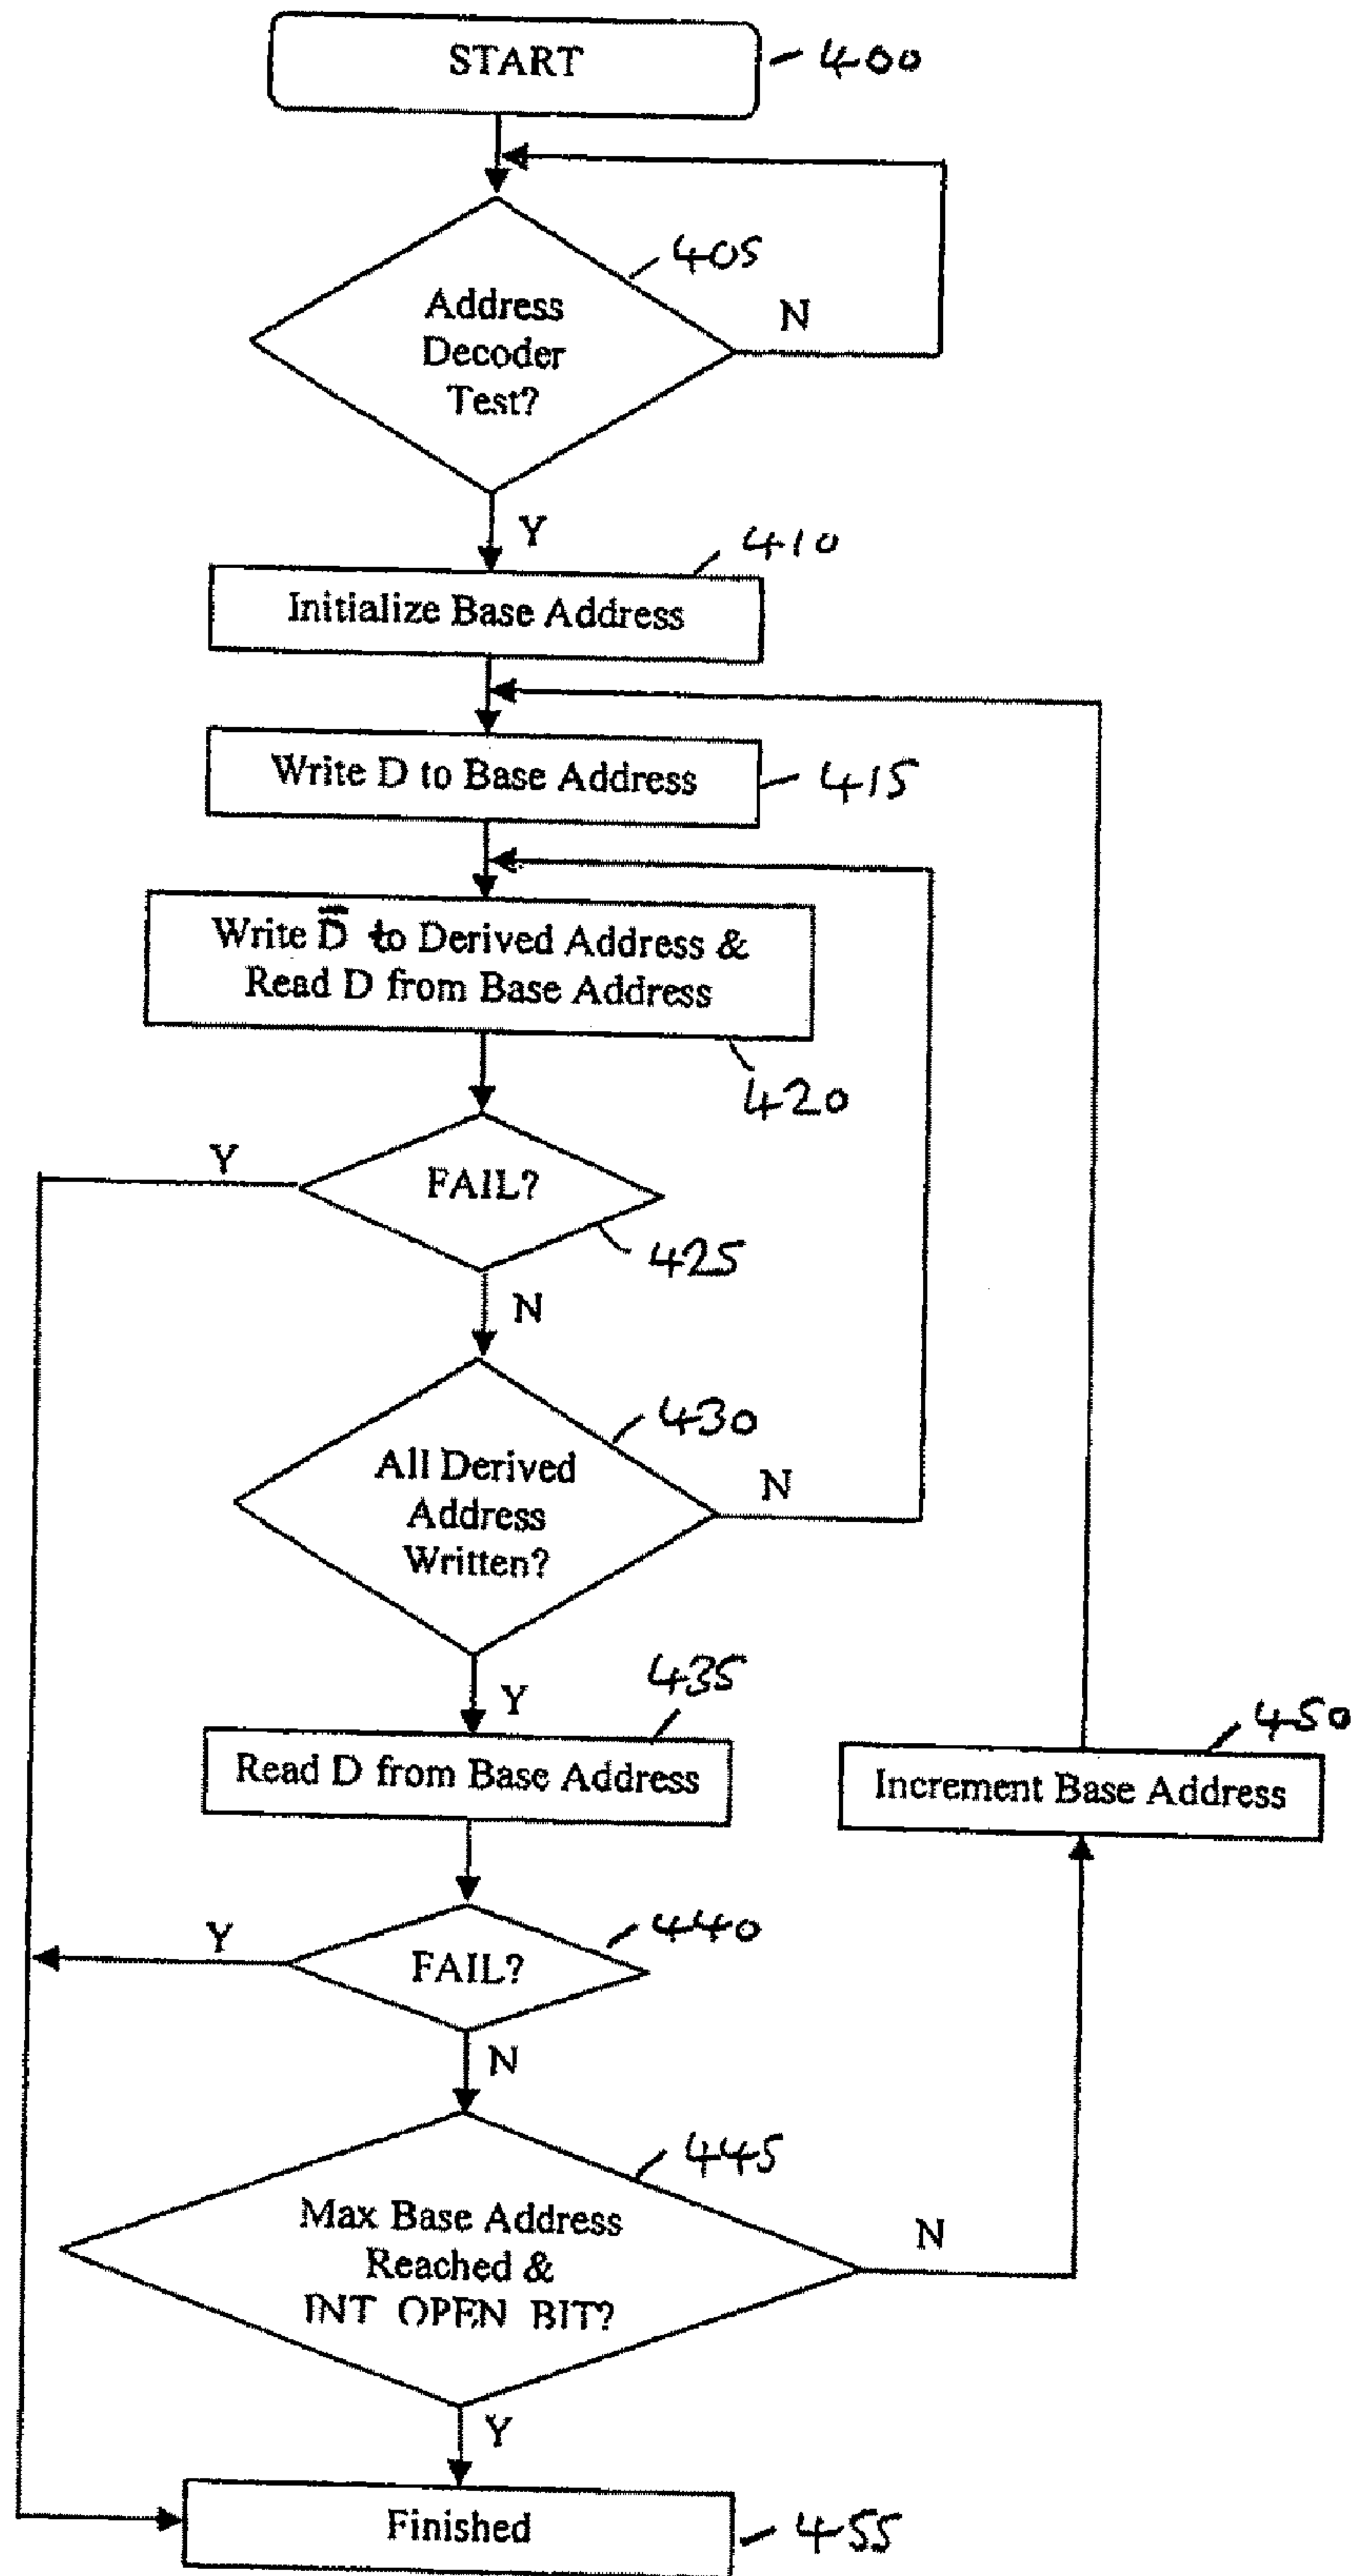 START
400
405
Address
Decoder
Test?
N
Y
410
Initialize Base Address
Write D to Base Address
415
Write D̅ to Derived Address &
Read D from Base Address
420
Y
FAIL?
425
N
430
All Derived
Address
Written?
N
Y
435
Read D from Base Address
450
Increment Base Address
Y
FAIL?
440
N
445
Max Base Address
Reached &
INT OPEN BIT?
N
Y
Finished
455